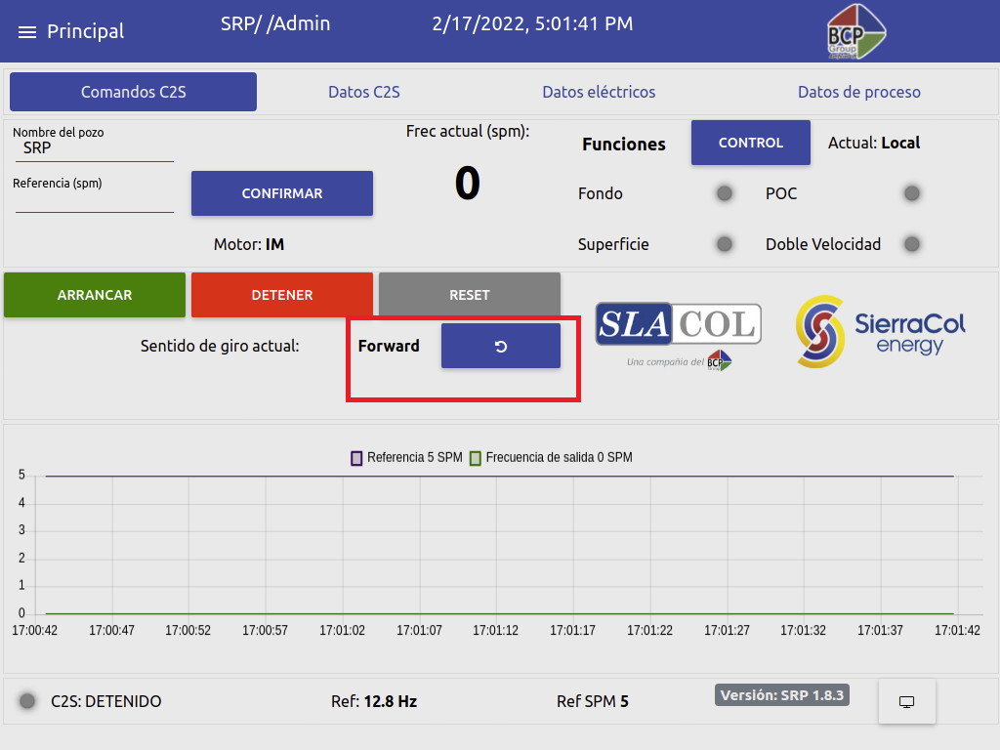 Principal
SRP/ /Admin
2/17/2022, 5:01:41 PM
BCP
Group
Comandos C2S
Datos C2S
Datos eléctricos
Datos de proceso
Nombre del pozo
SRP
Referencia (spm)
CONFIRMAR
Motor: IM
Frec actual (spm):
0
Funciones
CONTROL
Actual: Local
Fondo
POC
Superficie
Doble Velocidad
ARRANCAR
DETENER
RESET
Sentido de giro actual:
Forward
SLACOL
Una compañia del BCP
SierraCol
energy
Referencia 5 SPM
Frecuencia de salida 0 SPM
5
4
3
2
1
0
17:00:42 17:00:47 17:00:52 17:00:57 17:01:02 17:01:07 17:01:12 17:01:17 17:01:22 17:01:27 17:01:32 17:01:37 17:01:42
C2S: DETENIDO
Ref: 12.8 Hz
Ref SPM 5
Versión: SRP 1.8.3